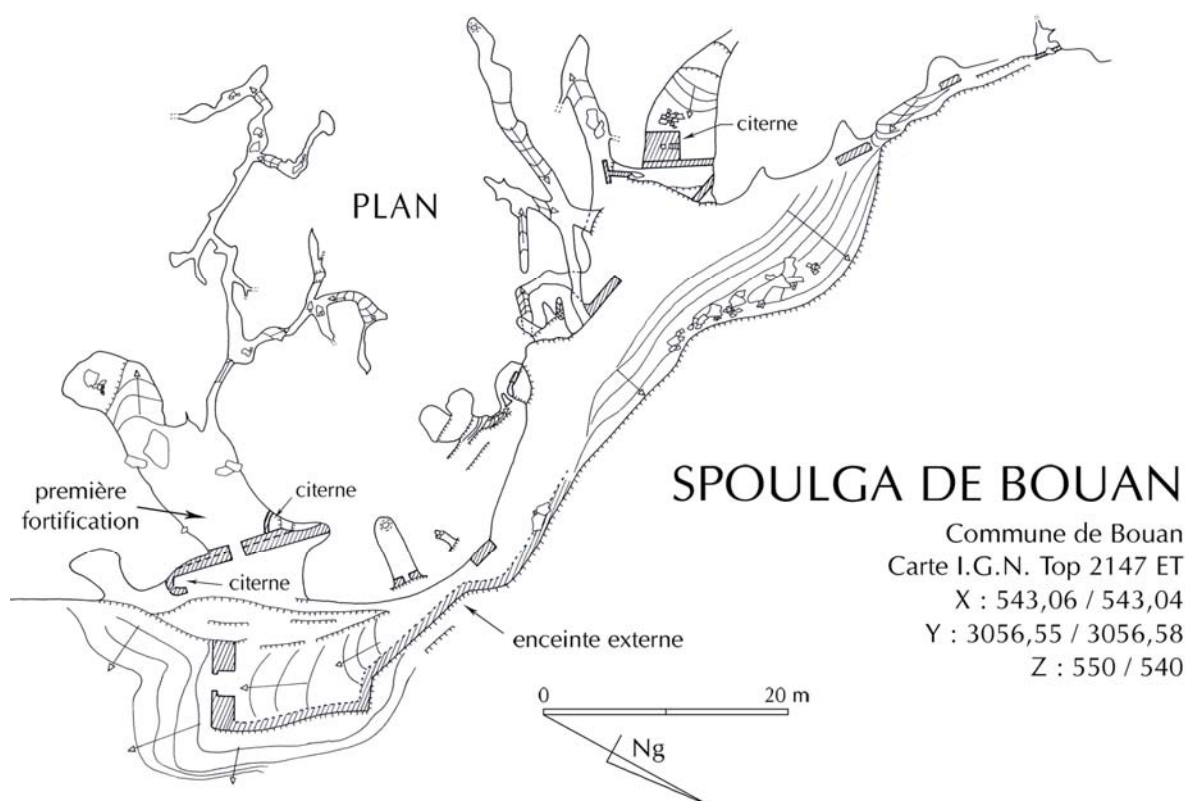 citerne
PLAN
première
fortification
citerne
citerne
enceinte externe
SPOULGA DE BOUAN
Commune de Bouan
Carte I.G.N. Top 2147 ET
X : 543,06 / 543,04
Y : 3056,55 / 3056,58
Z : 550 / 540
0 20 m
Ng